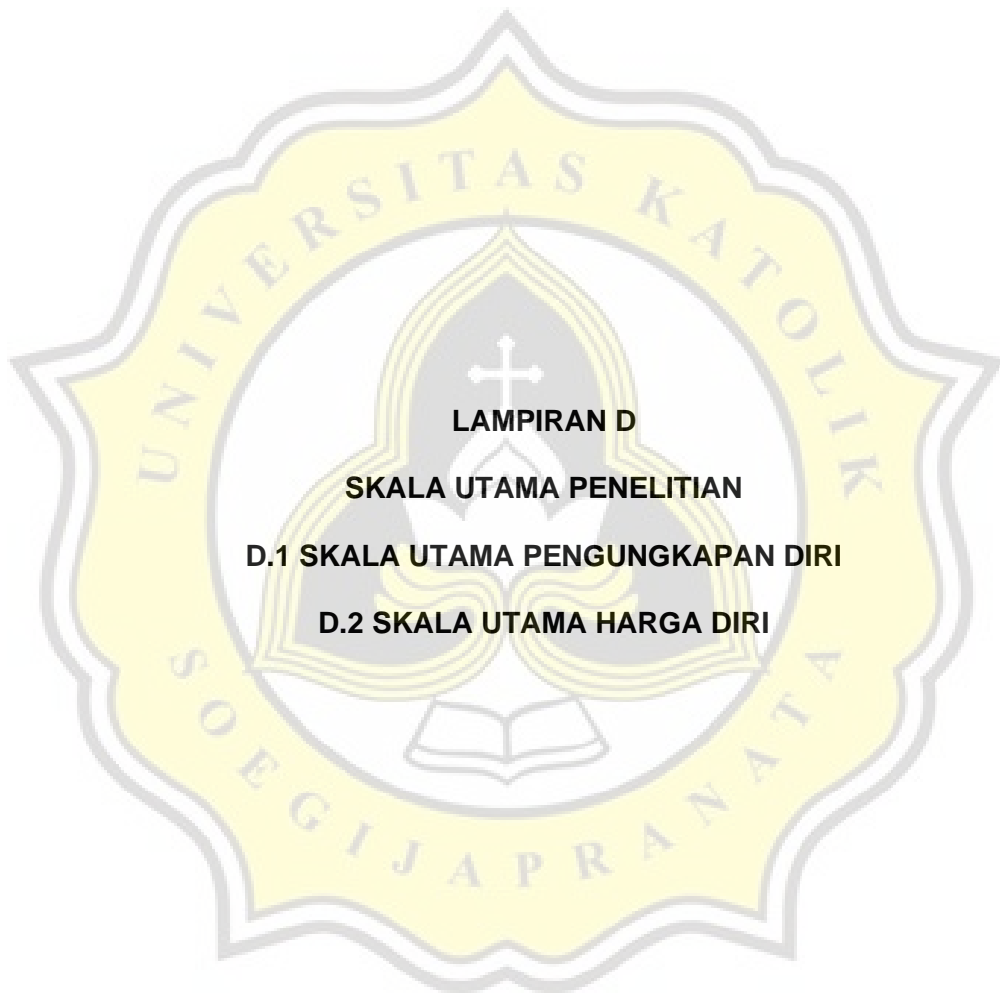 UNIVERSITAS KATOLIK
LAMPIRAN D
SKALA UTAMA PENELITIAN
D.1 SKALA UTAMA PENGUNGKAPAN DIRI
D.2 SKALA UTAMA HARGA DIRI
SOEGIJAPRANATA